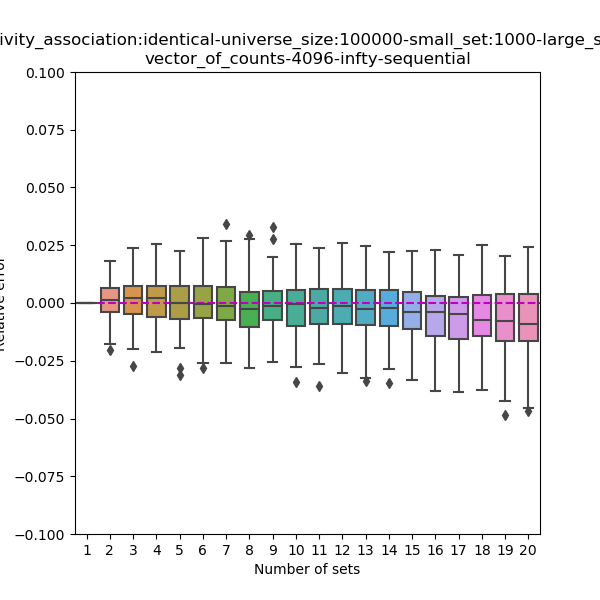 ivity_association:identical-universe_size:100000-small_set:1000-large_s
vector_of_counts-4096-infty-sequential
0.100
0.075
0.050
0.025
0.000
−0.025
−0.050
−0.075
−0.100
1 2 3 4 5 6 7 8 9 10 11 12 13 14 15 16 17 18 19 20
Number of sets